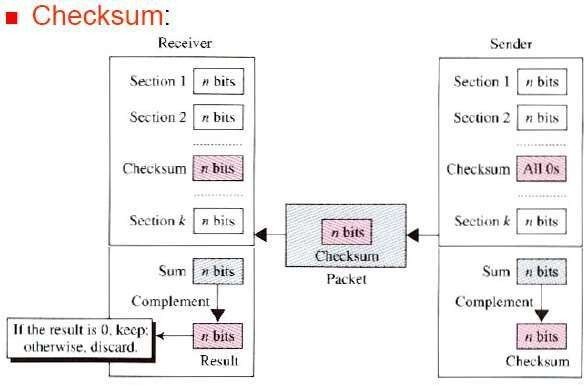 Checksum:
Receiver
Sender
Section 1 n bits
Section 2 n bits
Checksum n bits
Section k n bits
Sum n bits
Complement
n bits
Result
If the result is 0, keep;
otherwise, discard.
n bits
Checksum
Packet
Section 1 n bits
Section 2 n bits
Checksum All 0s
Section k n bits
Sum n bits
Complement
n bits
Checksum